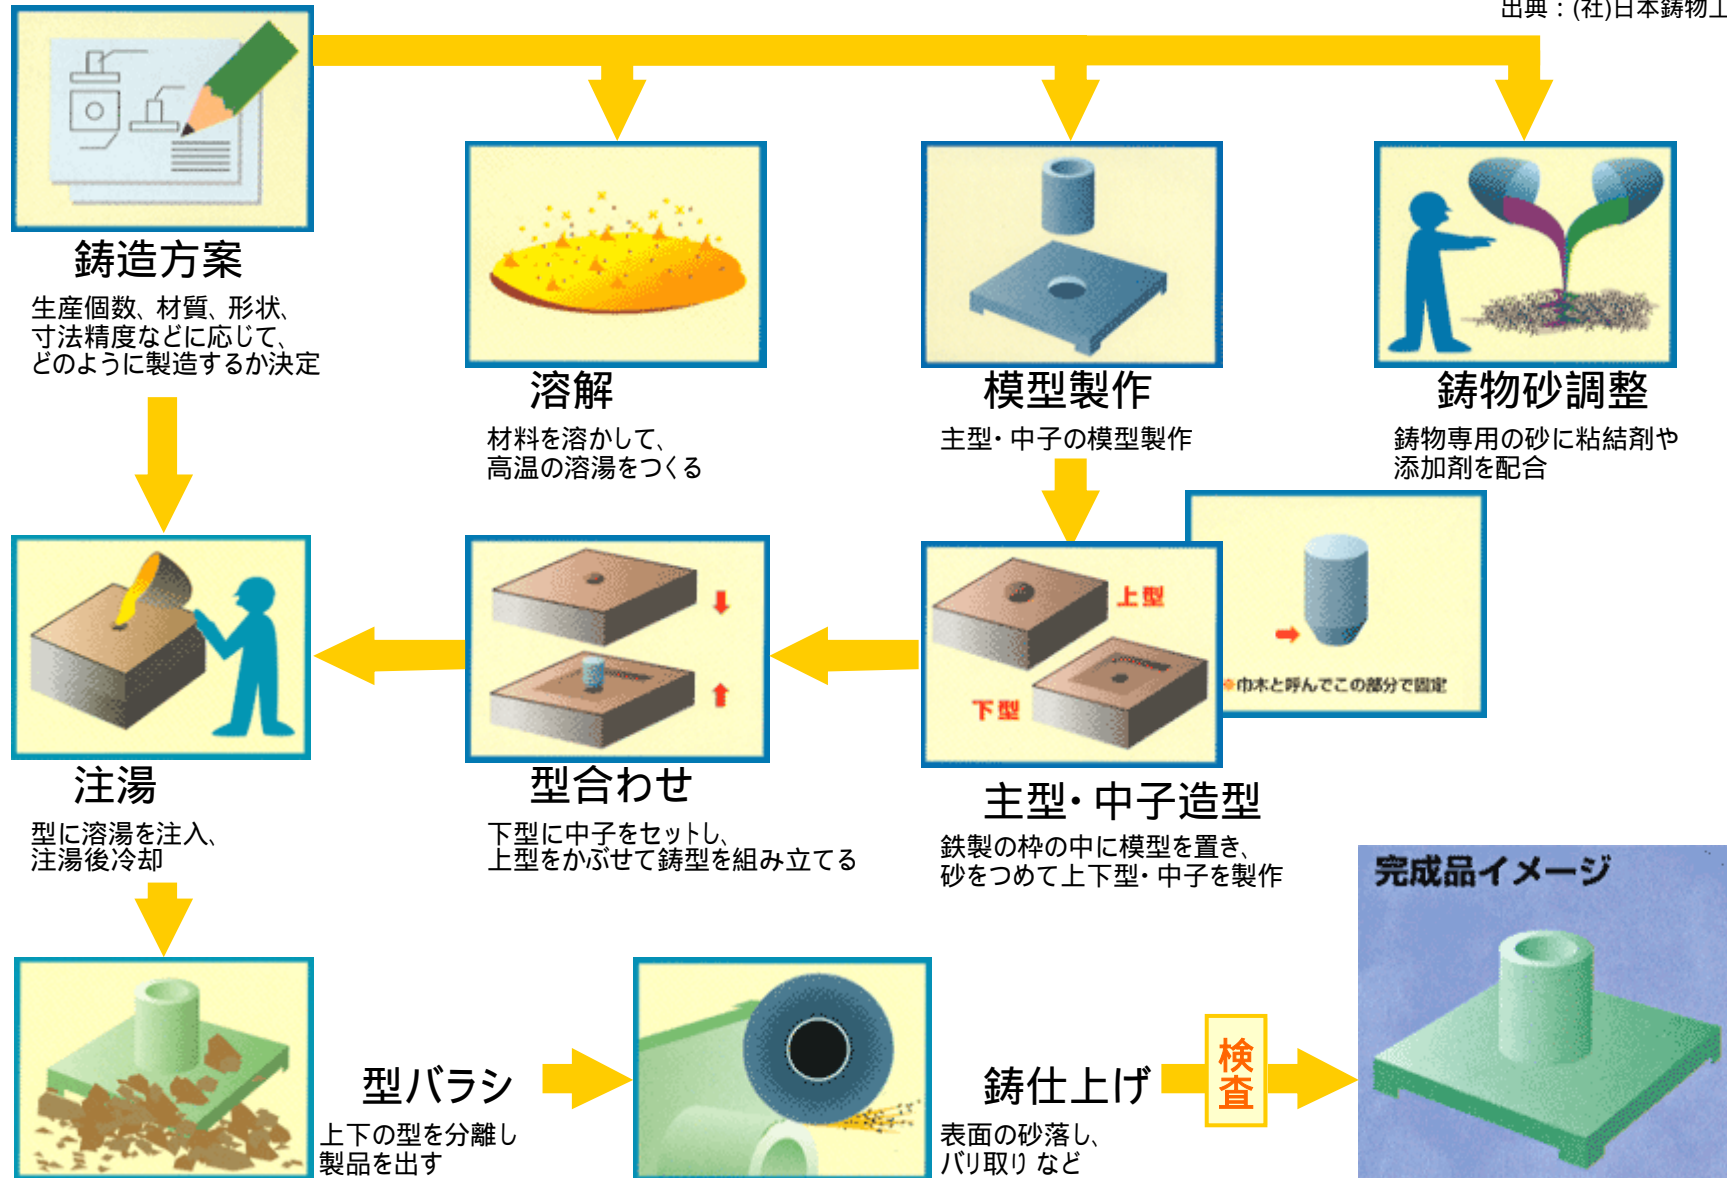 出典：(社)日本鋳物工
鋳造方案
生産個数、材質、形状、
寸法精度などに応じて、
どのように製造するか決定
溶解
材料を溶かして、
高温の溶湯をつくる
模型製作
主型・中子の模型製作
鋳物砂調整
鋳物専用の砂に粘結剤や
添加剤を配合
注湯
型に溶湯を注入、
注湯後冷却
型合わせ
下型に中子をセットし、
上型をかぶせて鋳型を組み立てる
上型
下型
主型・中子造型
鉄製の枠の中に模型を置き、
砂をつめて上下型・中子を製作
※巾木と呼んでこの部分で固定
型バラシ
上下の型を分離し
製品を出す
鋳仕上げ
表面の砂落し、
バリ取り など
検査
完成品イメージ